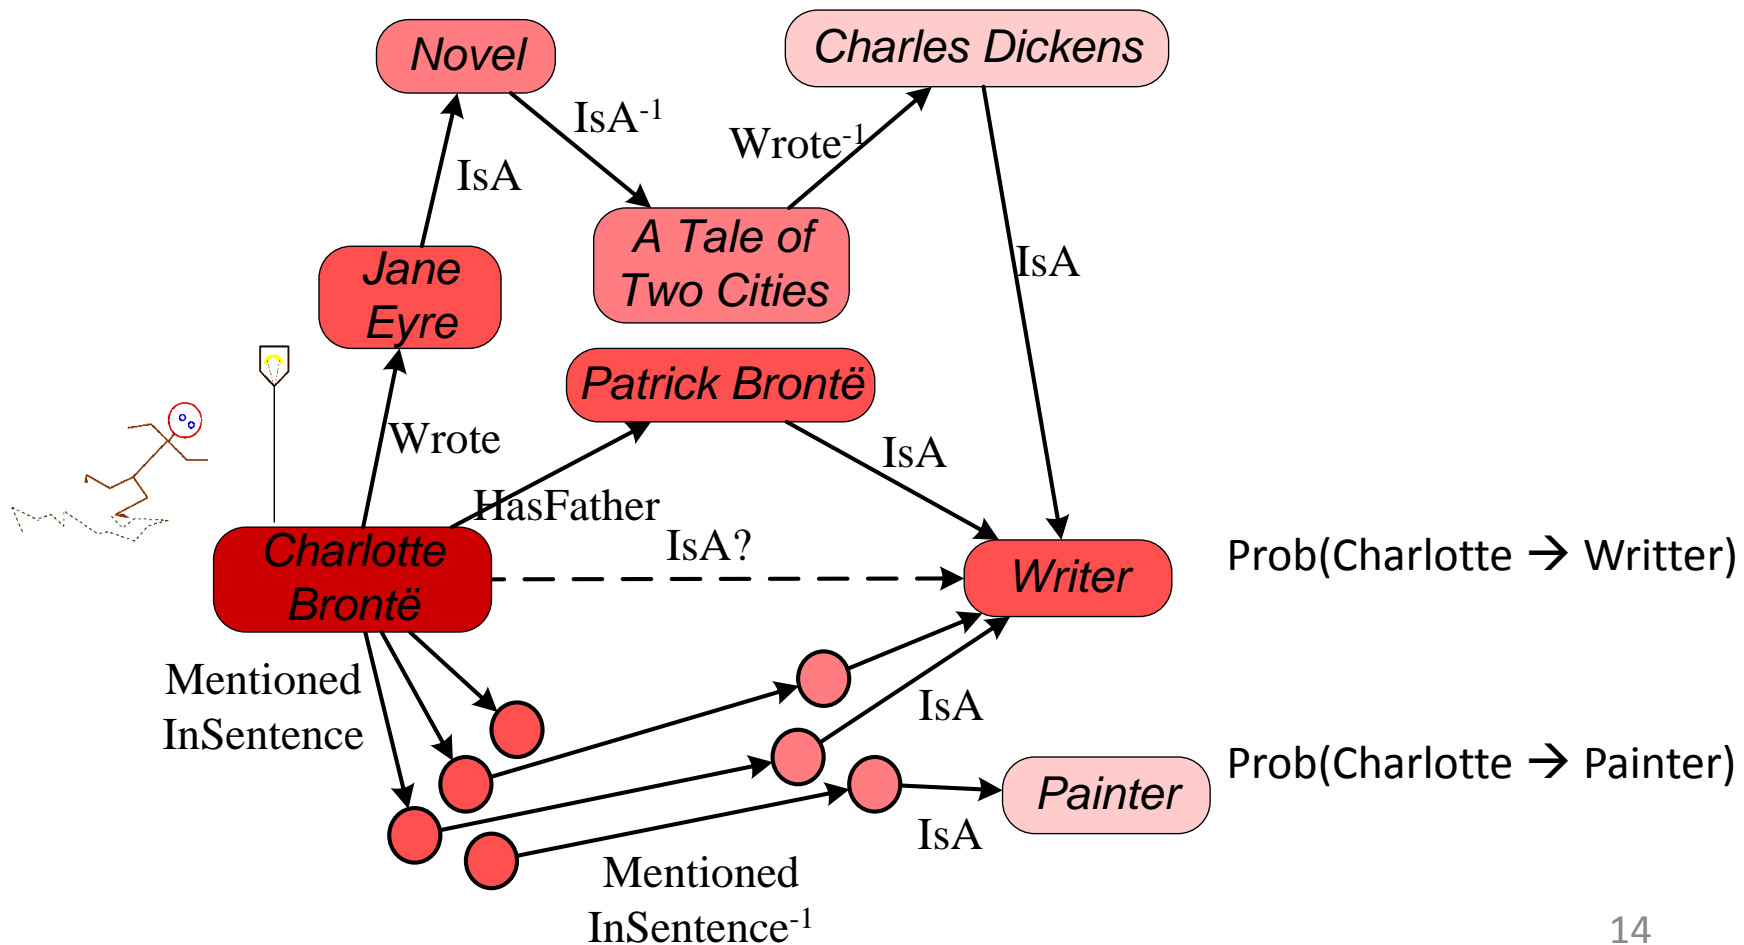 Novel
Charles Dickens
IsA-1
Wrote-1
IsA
A Tale of
Two Cities
Jane
Eyre
IsA
Patrick Brontë
Wrote
IsA
HasFather
Charlotte
Brontë
IsA?
Writer
Prob(Charlotte → Writter)
Mentioned
InSentence
IsA
Prob(Charlotte → Painter)
Painter
IsA
Mentioned
InSentence-1
14